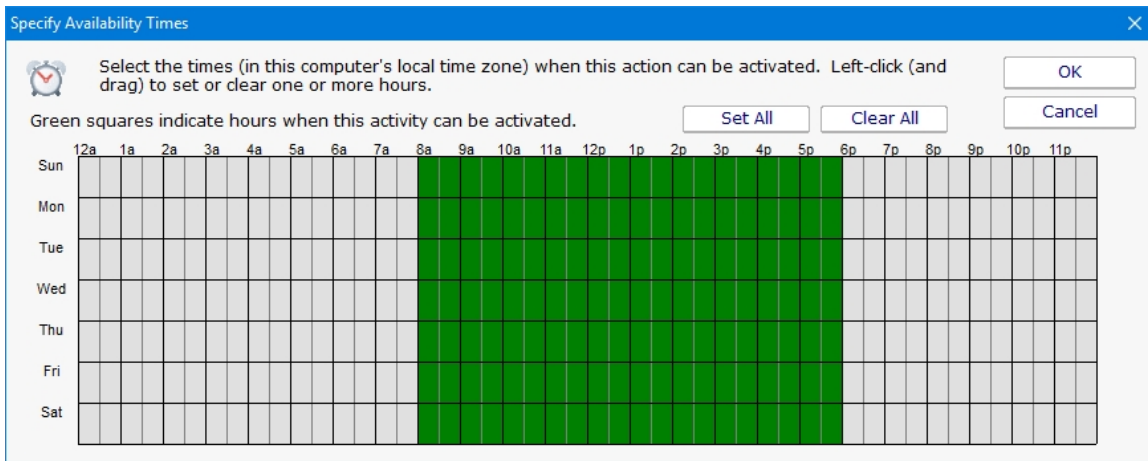 Specify Availability Times
Select the times (in this computer's local time zone) when this action can be activated.  Left-click (and
drag) to set or clear one or more hours.
OK
Green squares indicate hours when this activity can be activated.
Set All
Clear All
Cancel
12a 1a 2a 3a 4a 5a 6a 7a 8a 9a 10a 11a 12p 1p 2p 3p 4p 5p 6p 7p 8p 9p 10p 11p
Sun
Mon
Tue
Wed
Thu
Fri
Sat